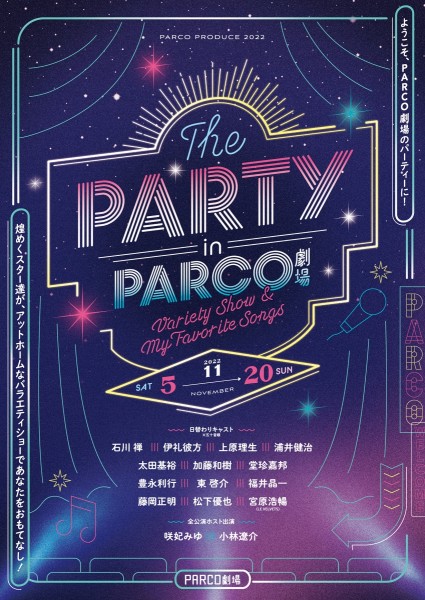 PARCO PRODUCE 2022
ようこそ、PARCO劇場のパーティーに!
The
PARTY
in
PARCO劇場
Variety Show &
My Favorite Songs
2022
SAT 5 11 20 SUN
NOVEMBER
煌めくスター達が、アットホームなバラエティショーであなたをおもてなし!
日替わりキャスト
※五十音順
石川 禅 伊礼彼方 上原理生 浦井健治
太田基裕 加藤和樹 堂珍嘉邦
豊永利行 東 啓介 福井晶一
藤岡正明 松下優也 宮原浩暢
(LE VELVETS)
全公演ホスト出演
咲妃みゆ 小林遼介
PARCO劇場
PARCO